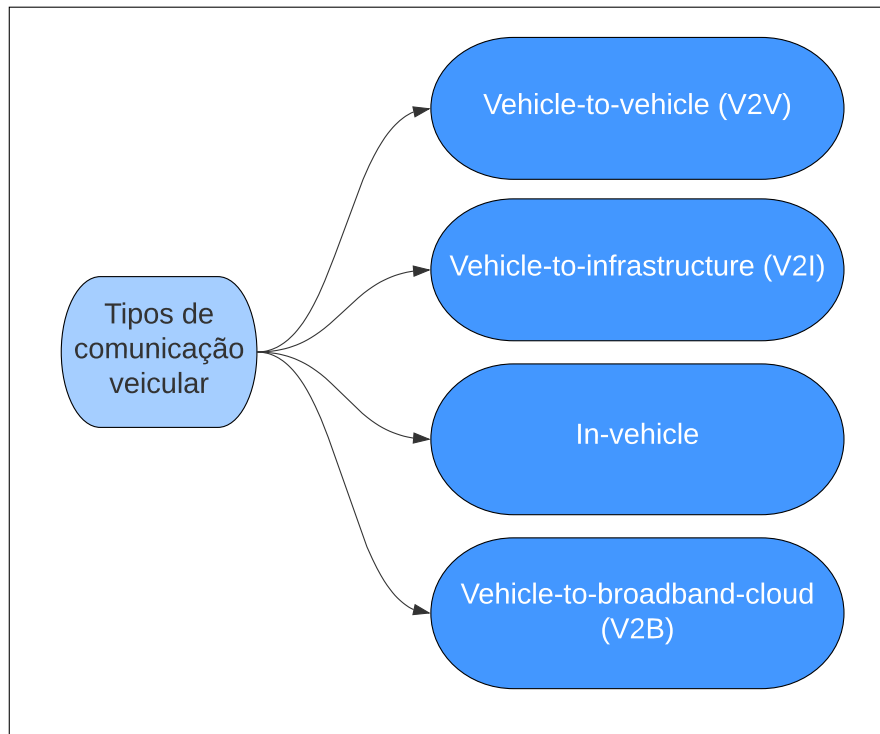 Vehicle-to-vehicle (V2V)
Vehicle-to-infrastructure (V2I)
Tipos de
comunicação
veicular
In-vehicle
Vehicle-to-broadband-cloud
(V2B)